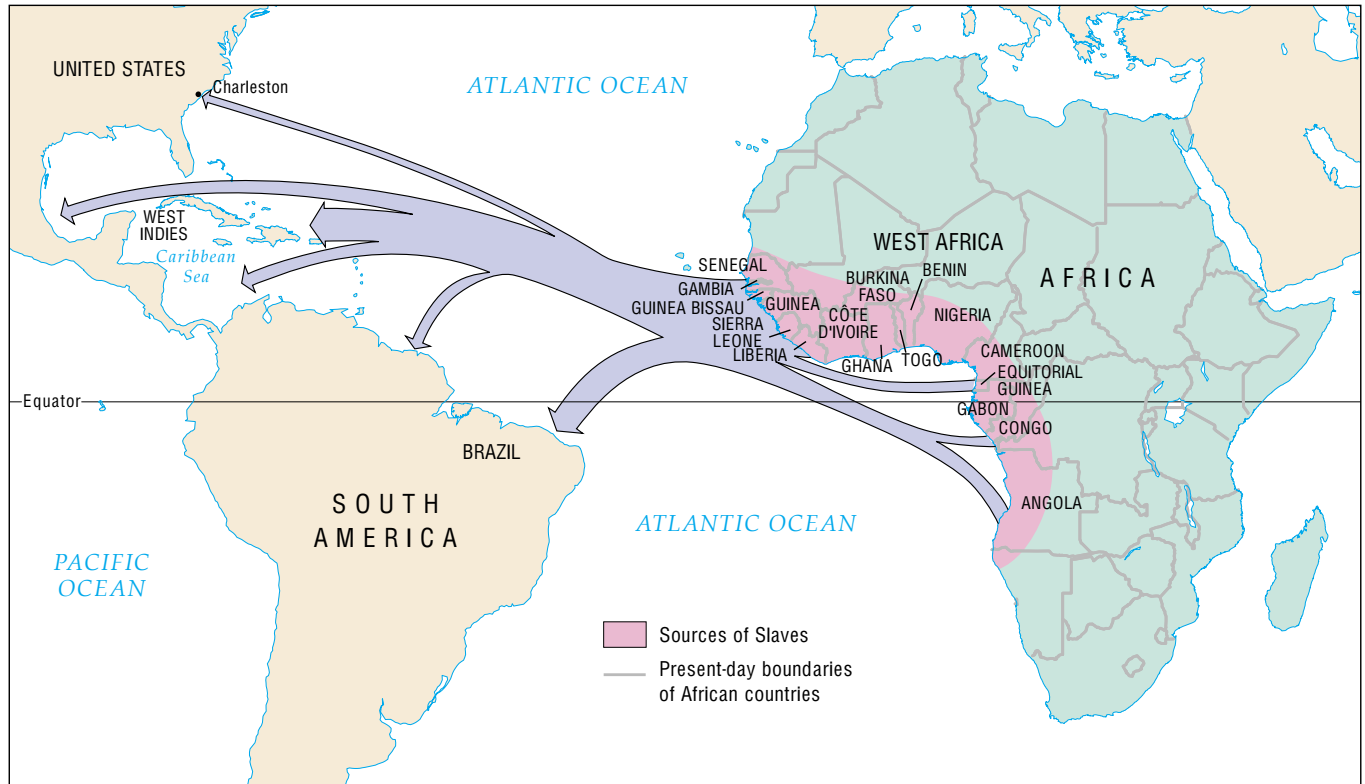 UNITED STATES
Charleston
ATLANTIC OCEAN
WEST
INDIES
Caribbean
Sea
WEST AFRICA
AFRICA
SENEGAL
GAMBIA
GUINEA BISSAU
GUINEA
SIERRA
LEONE
LIBERIA
CÔTE
D'IVOIRE
BURKINA
FASO
BENIN
NIGERIA
GHANA
TOGO
CAMEROON
EQUITORIAL
GUINEA
GABON
CONGO
ANGOLA
Equator
BRAZIL
SOUTH
AMERICA
ATLANTIC OCEAN
PACIFIC
OCEAN
Sources of Slaves
Present-day boundaries
of African countries